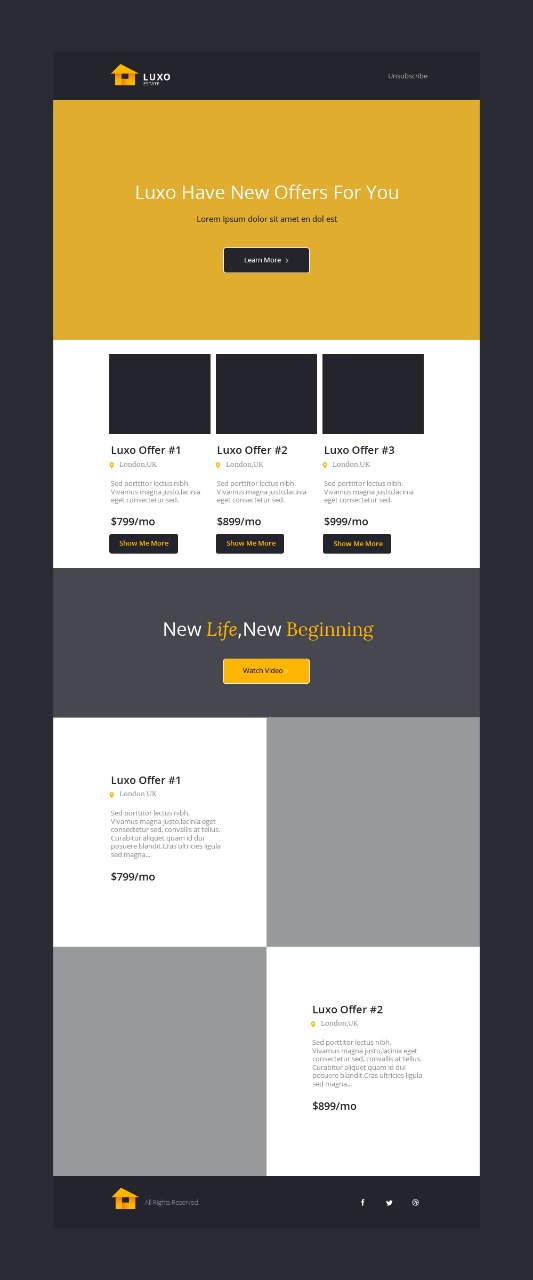 LUXO
ESTATE
Unsubscribe
Luxo Have New Offers For You
Lorem Ipsum dolor sit amet en dol est
Learn More
Luxo Offer #1
London,UK
Sed porttitor lectus nibh.
Vivamus magna justo,lacinia
eget consectetur sed.
$799/mo
Show Me More
Luxo Offer #2
London,UK
Sed porttitor lectus nibh.
Vivamus magna justo,lacinia
eget consectetur sed.
$899/mo
Show Me More
Luxo Offer #3
London,UK
Sed porttitor lectus nibh.
Vivamus magna justo,lacinia
eget consectetur sed.
$999/mo
Show Me More
New Life,New Beginning
Watch Video
Luxo Offer #1
London,UK
Sed porttitor lectus nibh.
Vivamus magna justo,lacinia eget
consectetur sed, convallis at tellus.
Curabitur aliquet quam id dui
posuere blandit.Cras ultricies ligula
sed magna...
$799/mo
Luxo Offer #2
London,UK
Sed porttitor lectus nibh.
Vivamus magna justo,lacinia eget
consectetur sed, convallis at tellus.
Curabitur aliquet quam id dui
posuere blandit.Cras ultricies ligula
sed magna...
$899/mo
All Rights Reserved.